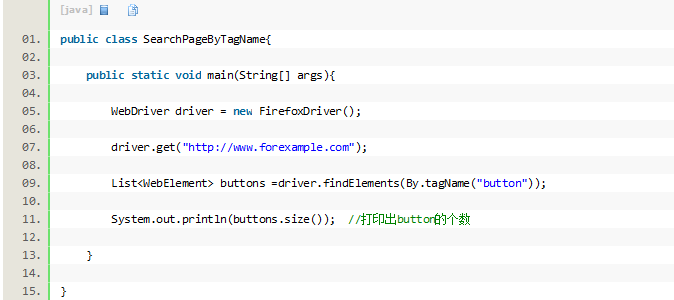 [java]
01. public class SearchPageByTagName{
02.
03. public static void main(String[] args){
04.
05. WebDriver driver = new FirefoxDriver();
06.
07. driver.get("http://www.forexample.com");
08.
09. List<WebElement> buttons =driver.findElements(By.tagName("button"));
10.
11. System.out.println(buttons.size());  //打印出button的个数
12.
13. }
14.
15. }